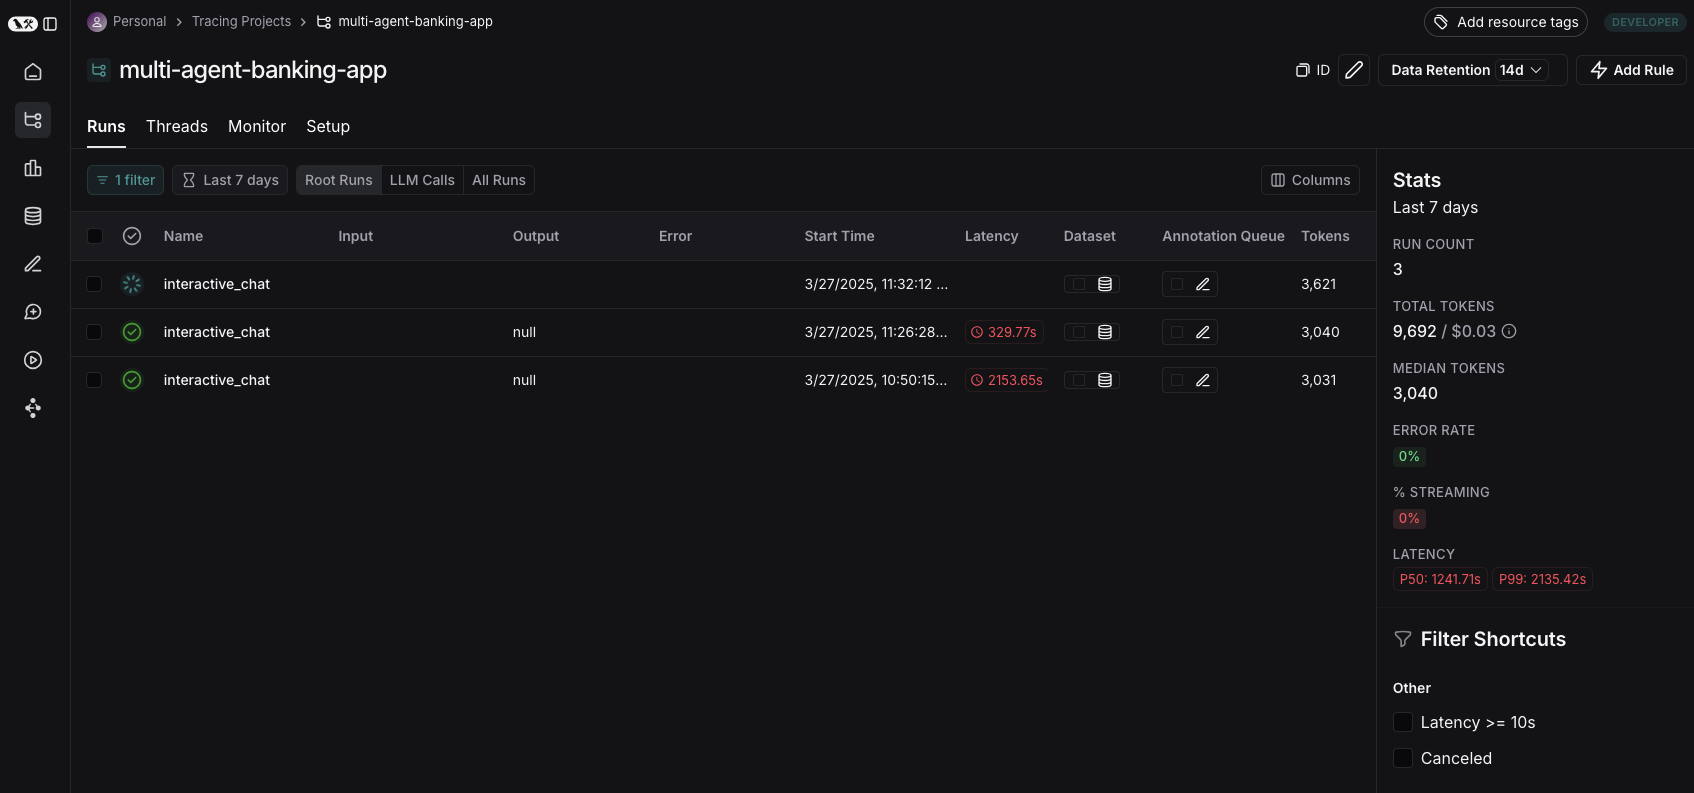 Personal > Tracing Projects > multi-agent-banking-app
Add resource tags
DEVELOPER
multi-agent-banking-app
ID
Data Retention 14d
Add Rule
Runs Threads Monitor Setup
1 filter Last 7 days Root Runs LLM Calls All Runs Columns
Name Input Output Error Start Time Latency Dataset Annotation Queue Tokens
interactive_chat 3/27/2025, 11:32:12 ... 3,621
interactive_chat null 3/27/2025, 11:26:28... 329.77s 3,040
interactive_chat null 3/27/2025, 10:50:15... 2153.65s 3,031
Stats
Last 7 days
RUN COUNT
3
TOTAL TOKENS
9,692 / $0.03
MEDIAN TOKENS
3,040
ERROR RATE
0%
% STREAMING
0%
LATENCY
P50: 1241.71s P99: 2135.42s
Filter Shortcuts
Other
Latency >= 10s
Canceled